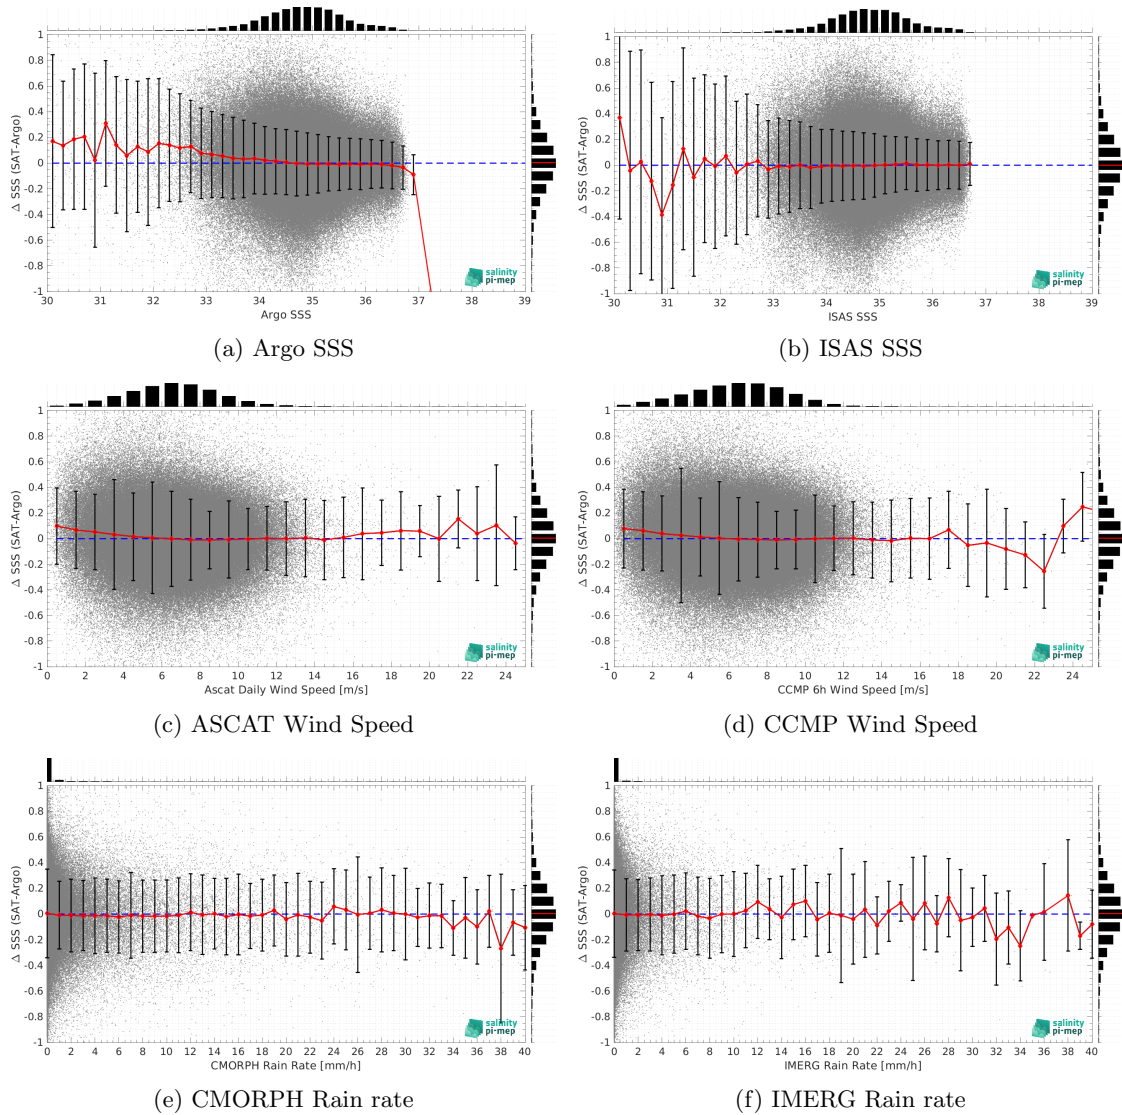 1
0.8
0.6
0.4
0.2
0
-0.2
-0.4
-0.6
-0.8
-1
Δ SSS (SAT-Argo)
30 31 32 33 34 35 36 37 38 39
Argo SSS
salinity
pi-mep
(a) Argo SSS
1
0.8
0.6
0.4
0.2
0
-0.2
-0.4
-0.6
-0.8
-1
Δ SSS (SAT-Argo)
30 31 32 33 34 35 36 37 38 39
ISAS SSS
salinity
pi-mep
(b) ISAS SSS
1
0.8
0.6
0.4
0.2
0
-0.2
-0.4
-0.6
-0.8
-1
Δ SSS (SAT-Argo)
0 2 4 6 8 10 12 14 16 18 20 22 24
Ascat Daily Wind Speed [m/s]
salinity
pi-mep
(c) ASCAT Wind Speed
1
0.8
0.6
0.4
0.2
0
-0.2
-0.4
-0.6
-0.8
-1
Δ SSS (SAT-Argo)
0 2 4 6 8 10 12 14 16 18 20 22 24
CCMP 6h Wind Speed [m/s]
salinity
pi-mep
(d) CCMP Wind Speed
1
0.8
0.6
0.4
0.2
0
-0.2
-0.4
-0.6
-0.8
-1
Δ SSS (SAT-Argo)
0 2 4 6 8 10 12 14 16 18 20 22 24 26 28 30 32 34 36 38 40
CMORPH Rain Rate [mm/h]
salinity
pi-mep
(e) CMORPH Rain rate
1
0.8
0.6
0.4
0.2
0
-0.2
-0.4
-0.6
-0.8
-1
Δ SSS (SAT-Argo)
0 2 4 6 8 10 12 14 16 18 20 22 24 26 28 30 32 34 36 38 40
IMERG Rain Rate [mm/h]
salinity
pi-mep
(f) IMERG Rain rate